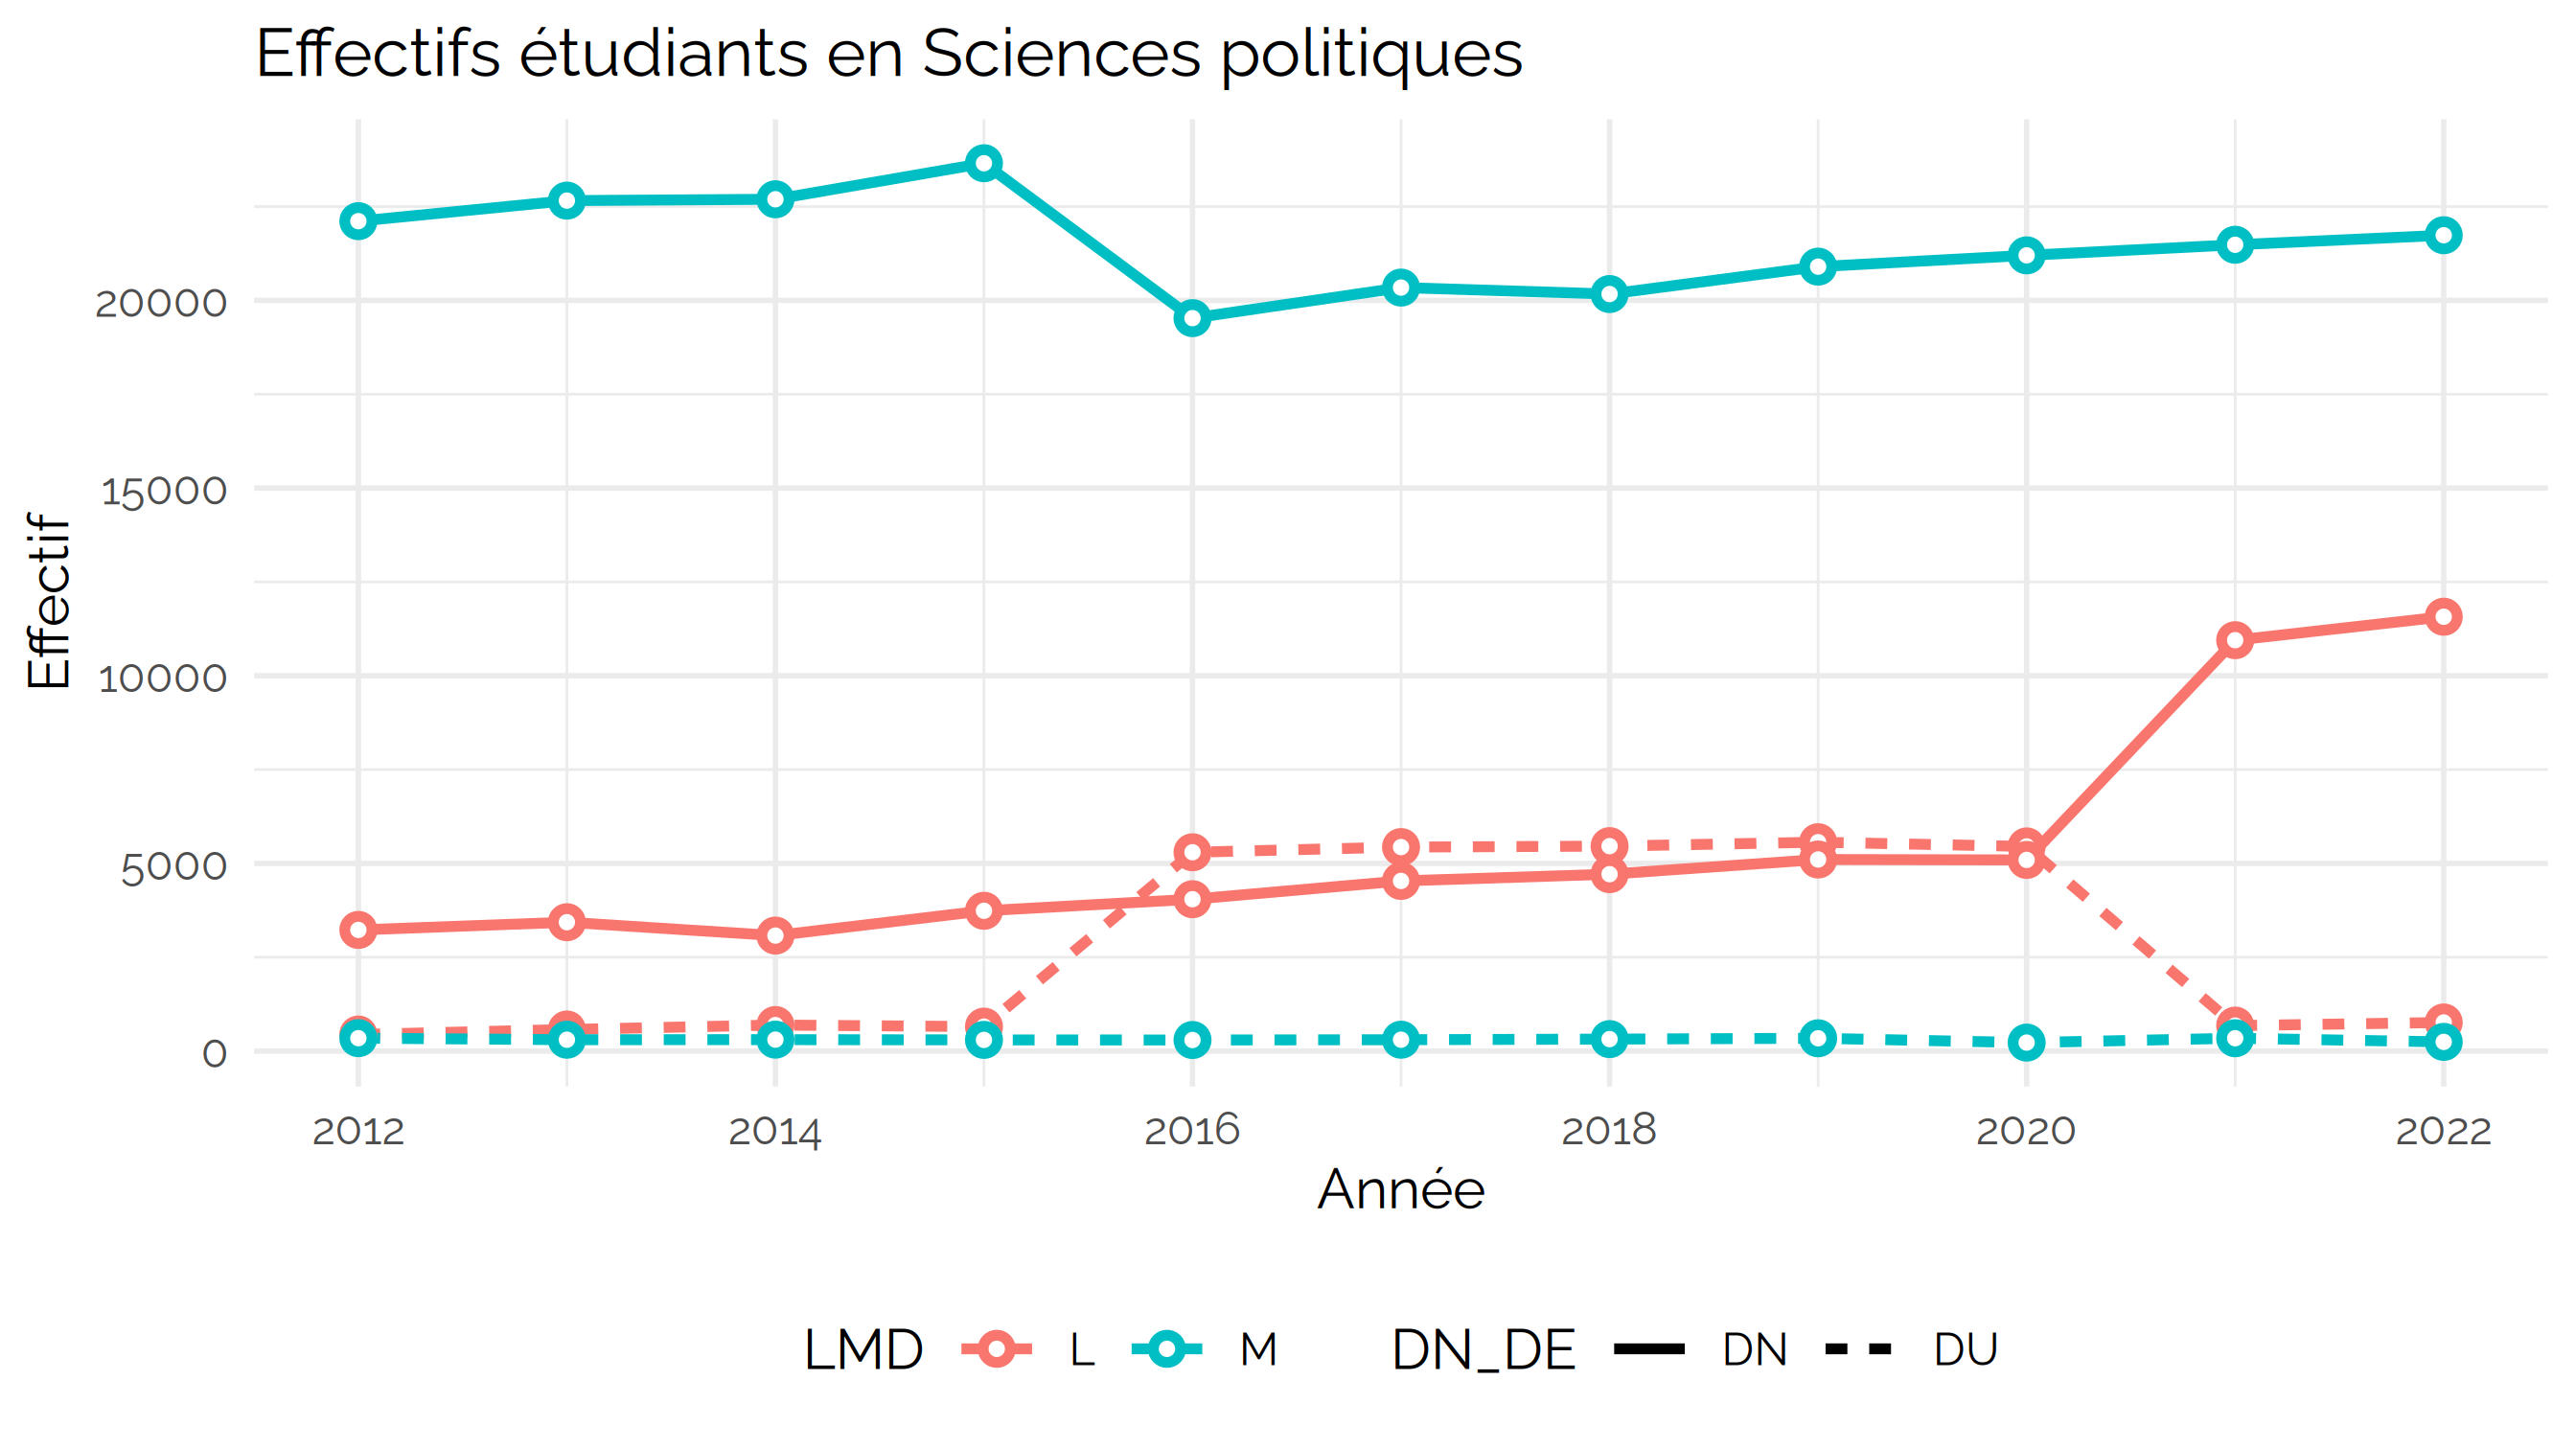 Effectifs étudiants en Sciences politiques
Effectif
20000
15000
10000
5000
0
2012 2014 2016 2018 2020 2022
Année
LMD L M DN_DE DN DU